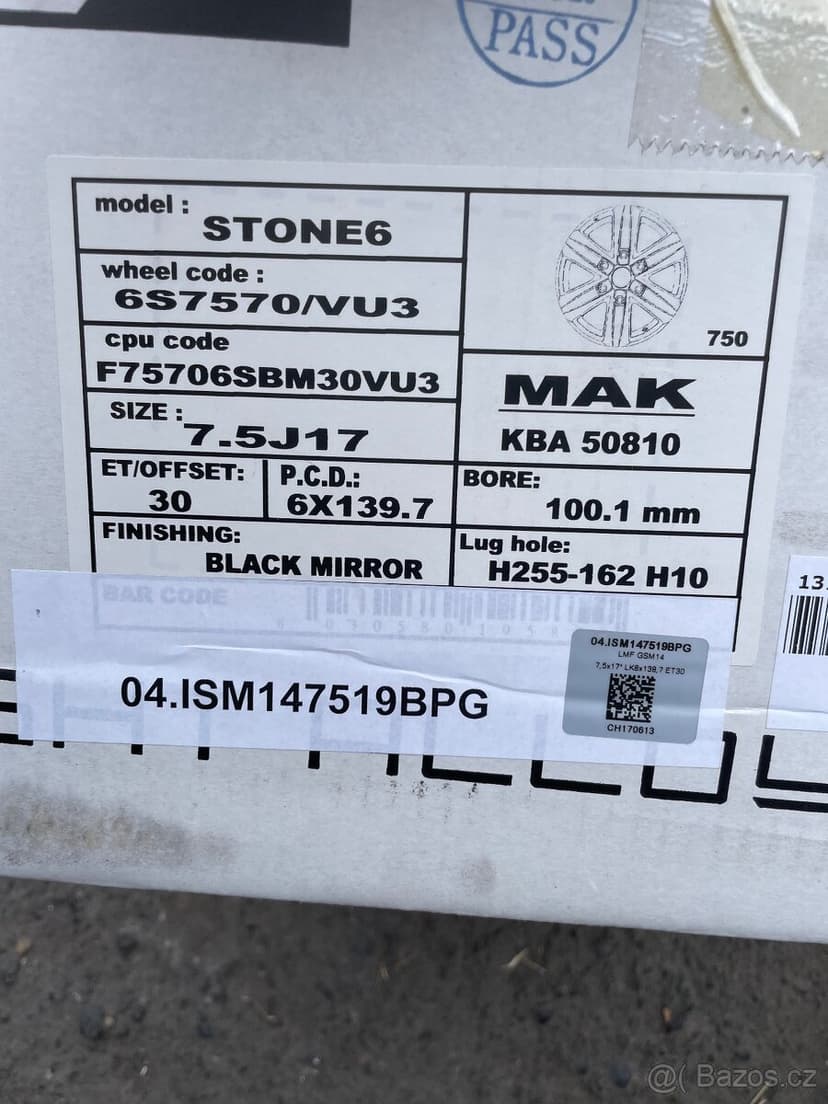 PASS
model :
STONE6
wheel code :
6S7570/VU3
750
cpu code
F75706SBM30VU3
MAK
SIZE :
7.5J17
KBA 50810
ET/OFFSET:
30
P.C.D.:
6X139.7
BORE:
100.1 mm
FINISHING:
BLACK MIRROR
Lug hole:
H255-162 H10
BAR CODE
13
04.ISM147519BPG
04.ISM147519BPG
LMF GSM14
7,5x17" LK6x139,7 ET30
CH170613
@( Bazos.cz